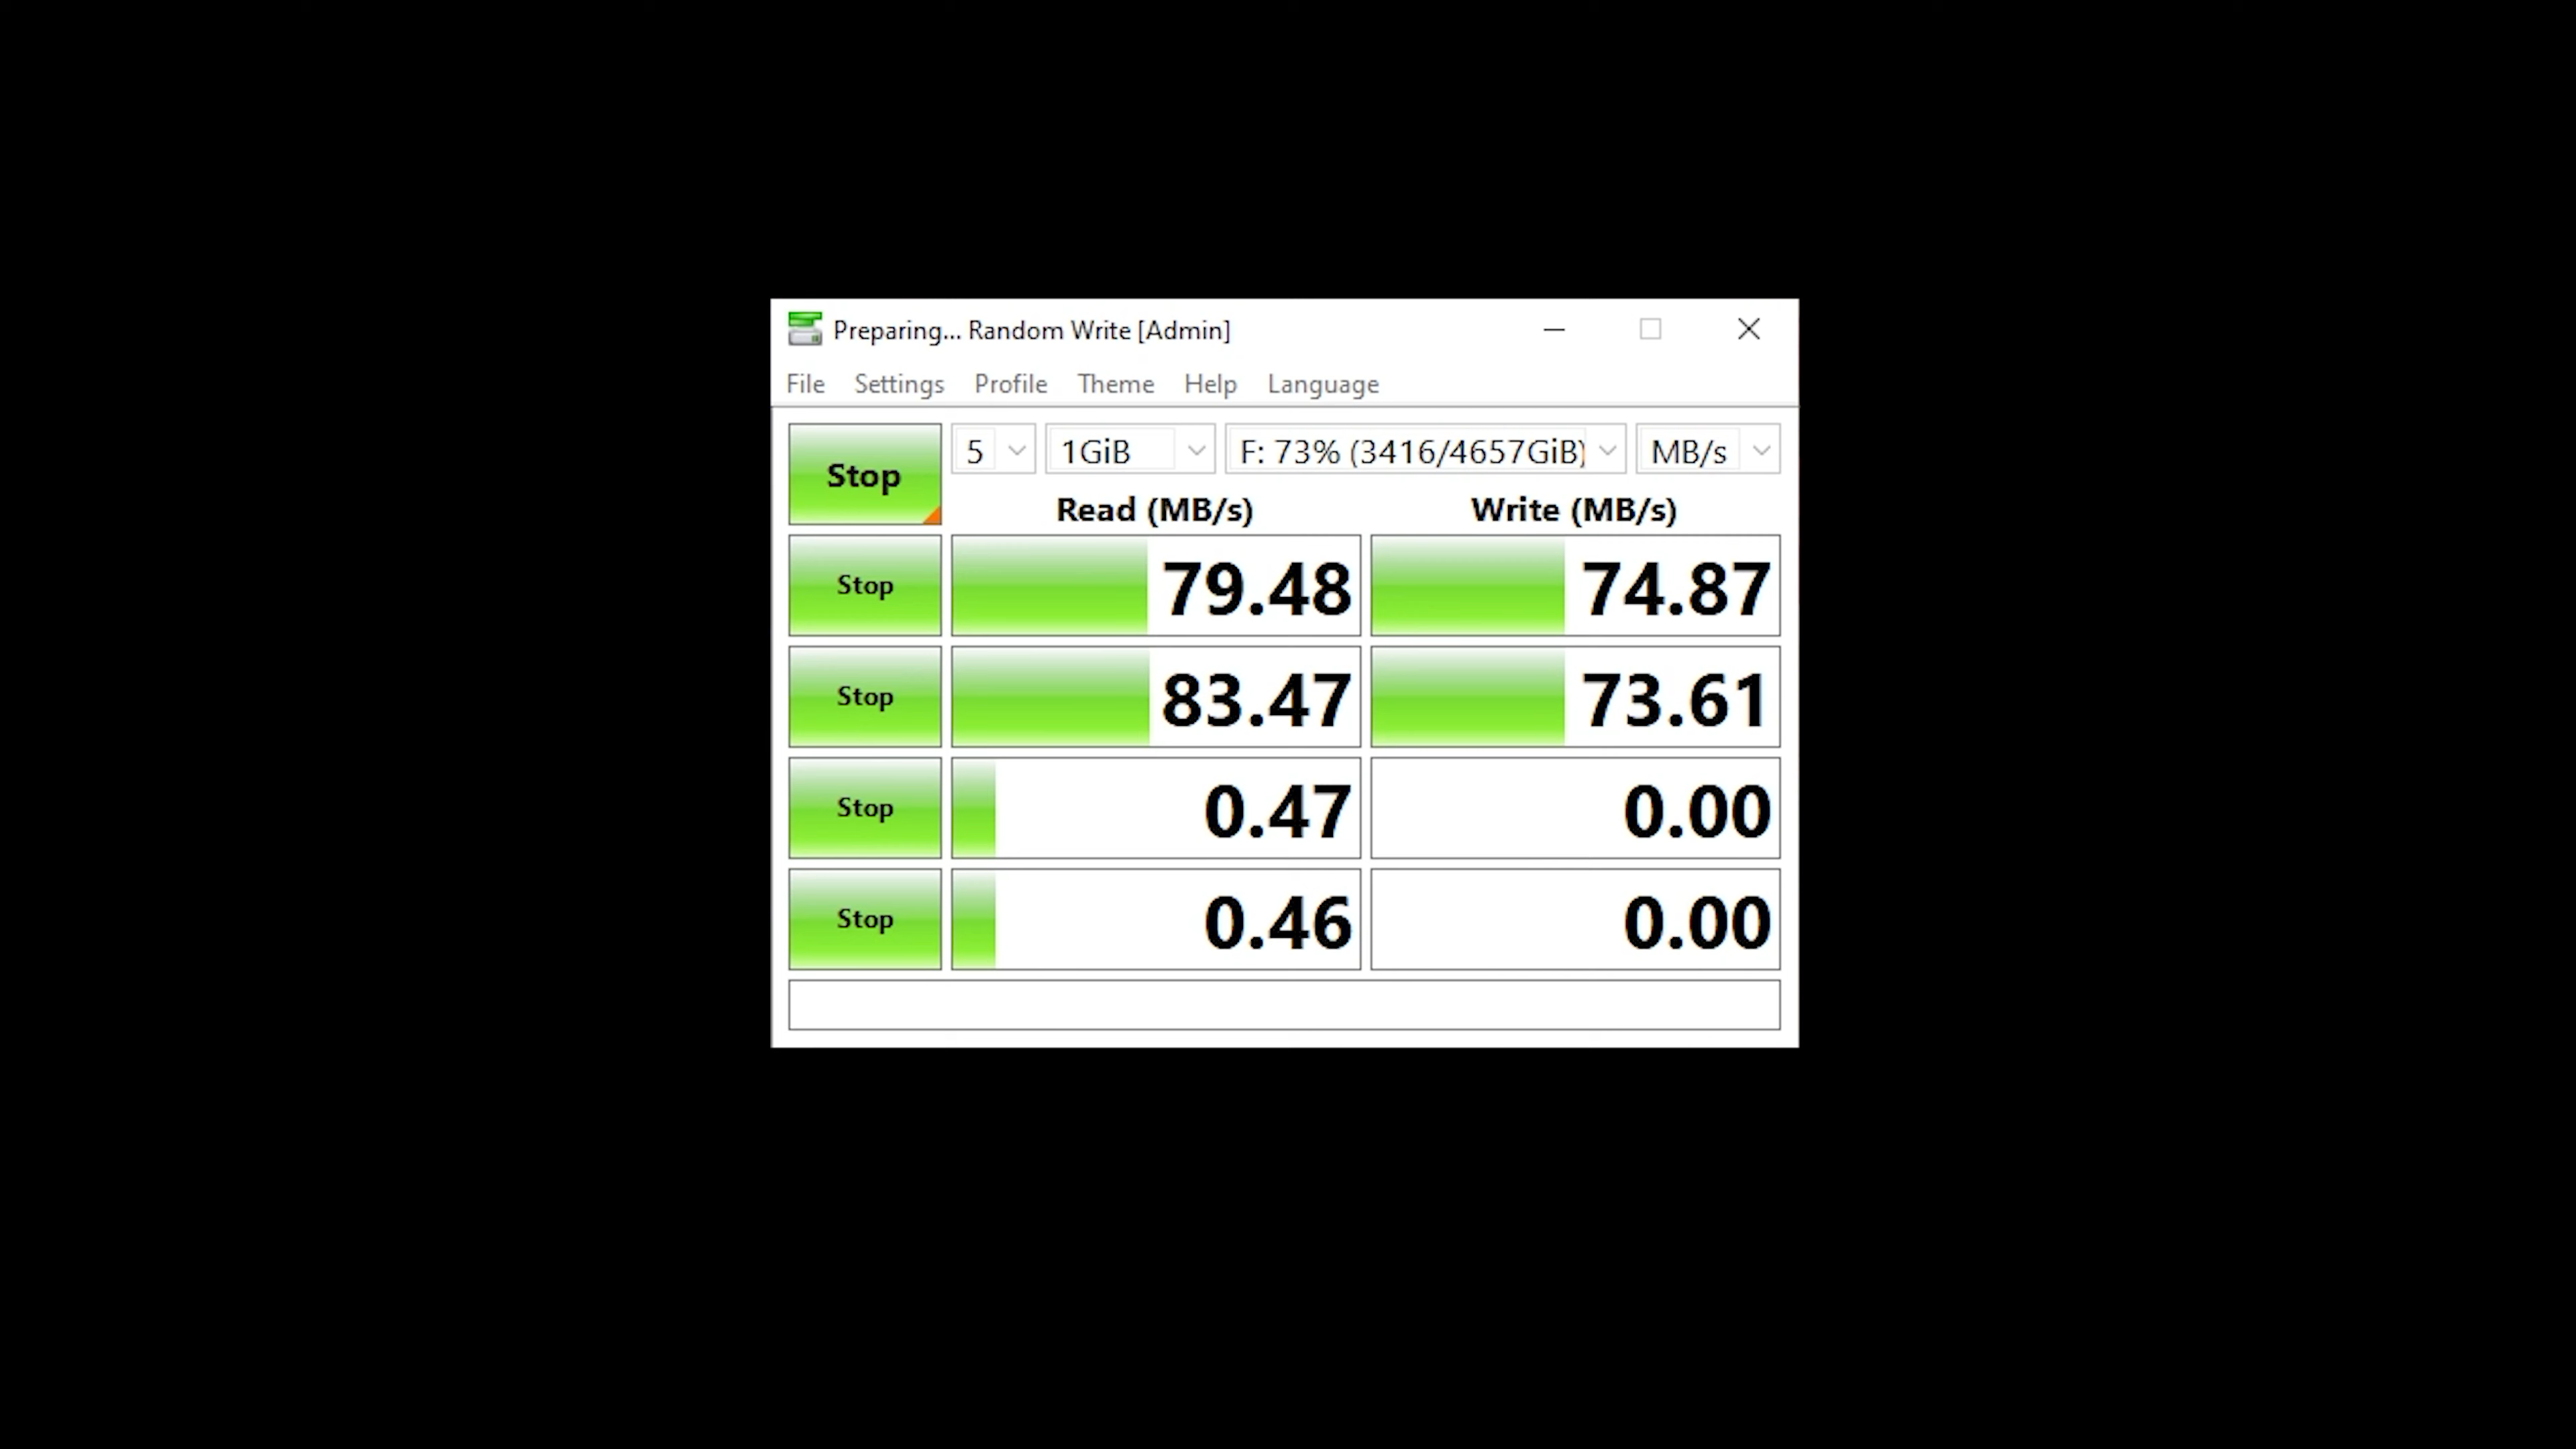 Preparing... Random Write [Admin]
File Settings Profile Theme Help Language
Stop 5 1GiB F: 73% (3416/4657GiB) MB/s
Read (MB/s) Write (MB/s)
Stop 79.48 74.87
Stop 83.47 73.61
Stop 0.47 0.00
Stop 0.46 0.00